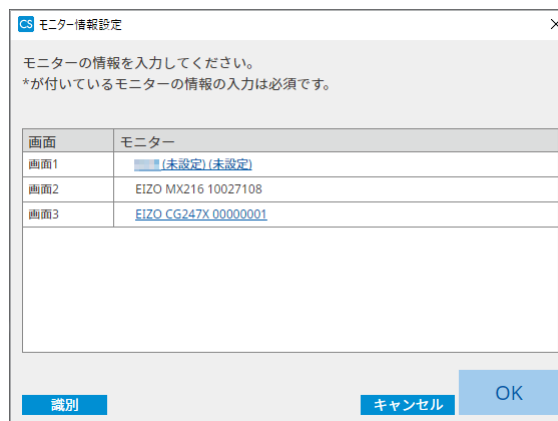 CS モニター情報設定
モニターの情報を入力してください。
*が付いているモニターの情報の入力は必須です。
画面 モニター
画面1 (未設定) (未設定)
画面2 EIZO MX216 10027108
画面3 EIZO CG247X 00000001
識別 キャンセル OK